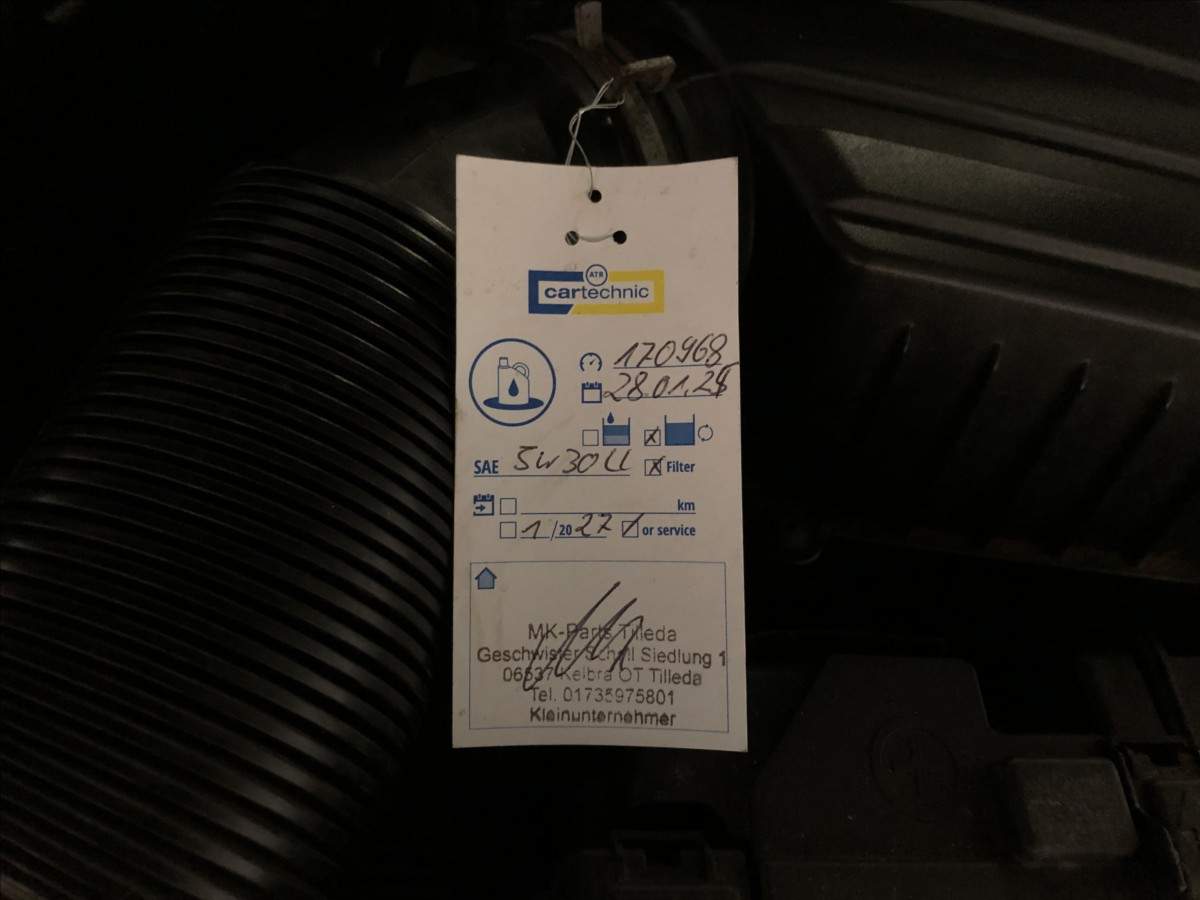 ATR
cartechnic
170968
28.01.25
SAE 5W30LL
Filter
km
1/2027 or service
MK-Parts Tilleda
Geschwister Scholl Siedlung 1
06537 Kelbra OT Tilleda
Tel. 01735975801
Kleinunternehmer